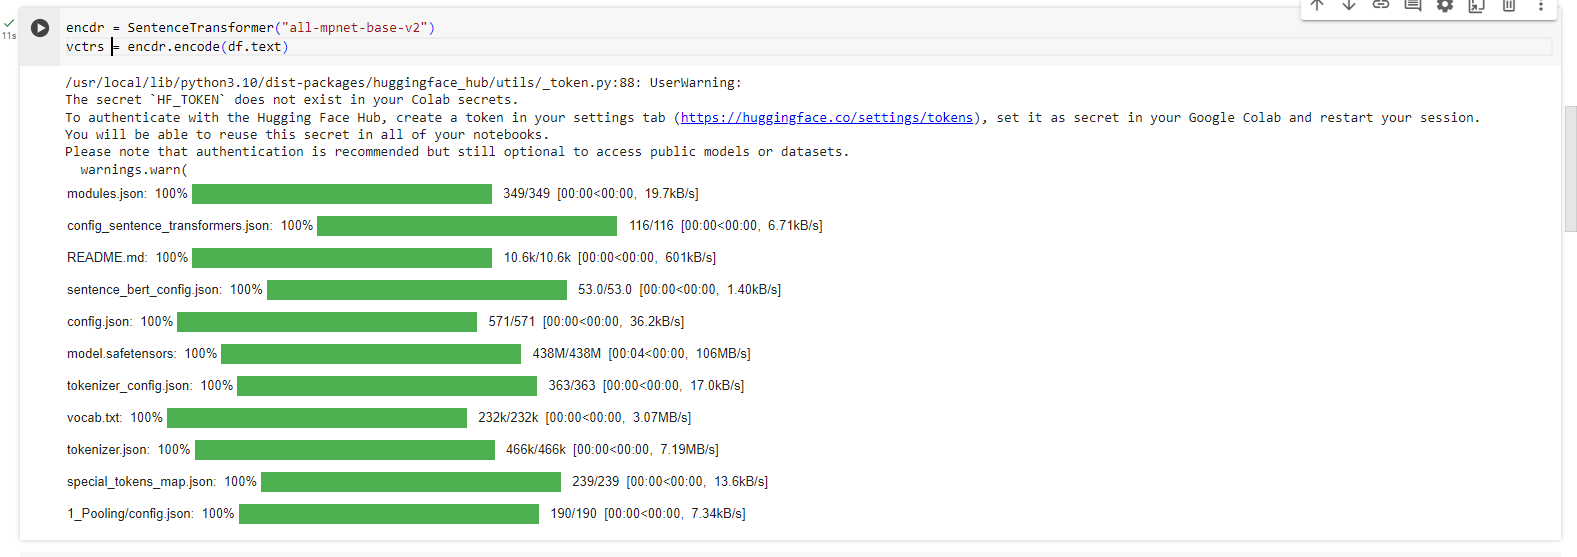 11s
encdr = SentenceTransformer("all-mpnet-base-v2")
vctrs = encdr.encode(df.text)
/usr/local/lib/python3.10/dist-packages/huggingface_hub/utils/_token.py:88: UserWarning:
The secret `HF_TOKEN` does not exist in your Colab secrets.
To authenticate with the Hugging Face Hub, create a token in your settings tab (https://huggingface.co/settings/tokens), set it as secret in your Google Colab and restart your session.
You will be able to reuse this secret in all of your notebooks.
Please note that authentication is recommended but still optional to access public models or datasets.
  warnings.warn(
modules.json: 100% 349/349 [00:00<00:00, 19.7kB/s]
config_sentence_transformers.json: 100% 116/116 [00:00<00:00, 6.71kB/s]
README.md: 100% 10.6k/10.6k [00:00<00:00, 601kB/s]
sentence_bert_config.json: 100% 53.0/53.0 [00:00<00:00, 1.40kB/s]
config.json: 100% 571/571 [00:00<00:00, 36.2kB/s]
model.safetensors: 100% 438M/438M [00:04<00:00, 106MB/s]
tokenizer_config.json: 100% 363/363 [00:00<00:00, 17.0kB/s]
vocab.txt: 100% 232k/232k [00:00<00:00, 3.07MB/s]
tokenizer.json: 100% 466k/466k [00:00<00:00, 7.19MB/s]
special_tokens_map.json: 100% 239/239 [00:00<00:00, 13.6kB/s]
1_Pooling/config.json: 100% 190/190 [00:00<00:00, 7.34kB/s]